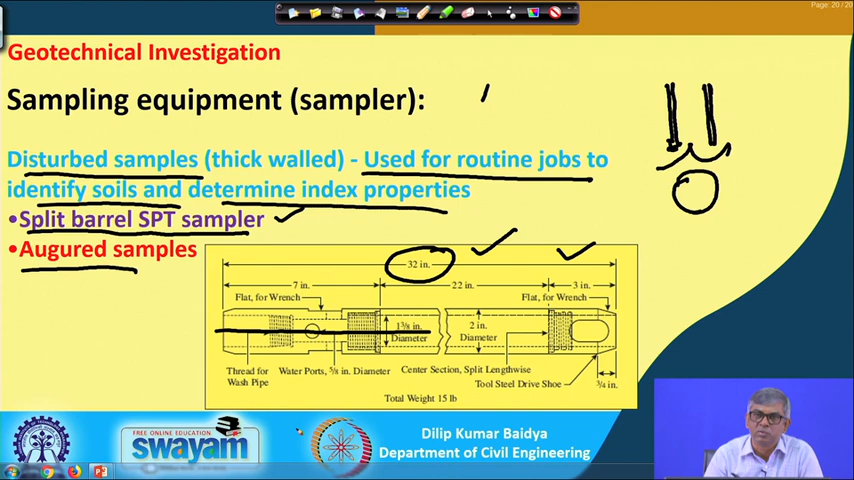 Page: 20 / 20
Geotechnical Investigation
Sampling equipment (sampler):
Disturbed samples (thick walled) - Used for routine jobs to
identify soils and determine index properties
•Split barrel SPT sampler
•Augured samples
32 in.
7 in. 22 in. 3 in.
Flat, for Wrench Flat, for Wrench
1 3/8 in.
Diameter
2 in.
Diameter
Thread for
Wash Pipe
Water Ports, 5/8 in. Diameter
Center Section, Split Lengthwise
Tool Steel Drive Shoe
3/4 in.
Total Weight 15 lb
FREE ONLINE EDUCATION
swayam
Dilip Kumar Baidya
Department of Civil Engineering